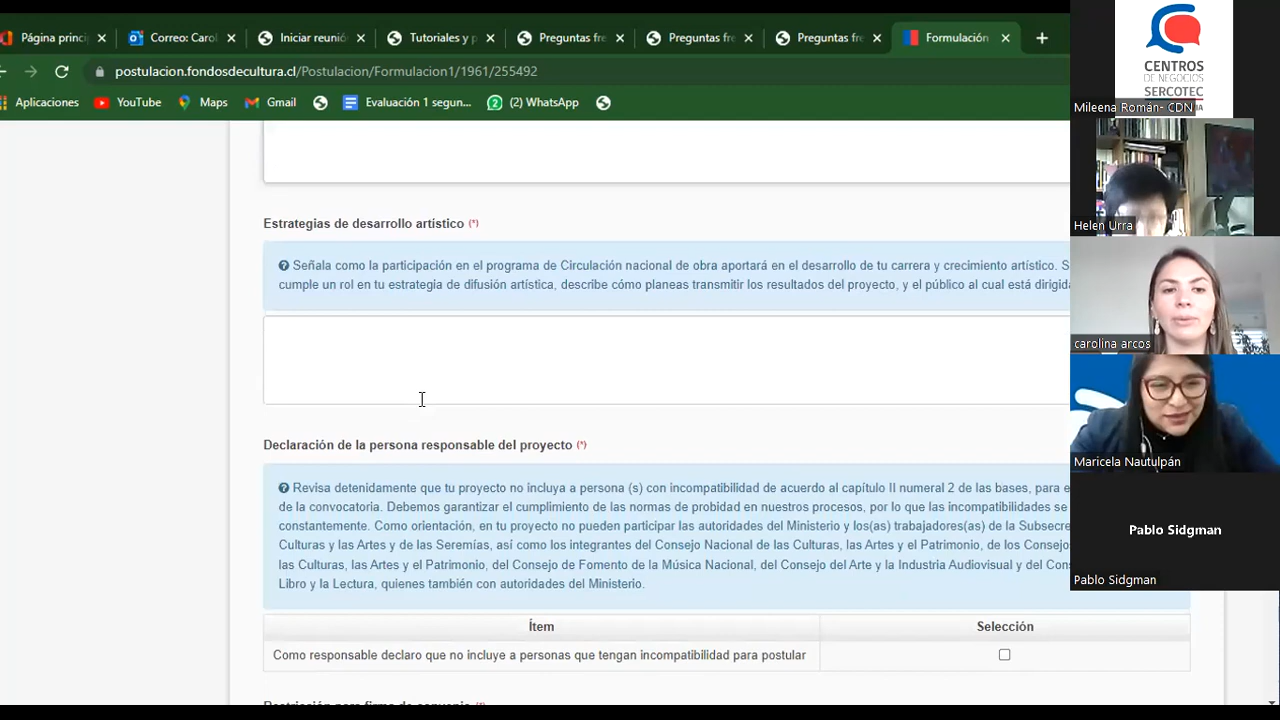 Página princi
Correo: Carol
Iniciar reunió
Tutoriales y p
Preguntas fre
Preguntas fre
Preguntas fre
Formulación
postulacion.fondosdecultura.cl/Postulacion/Formulacion1/1961/255492
Aplicaciones
YouTube
Maps
Gmail
Evaluación 1 segun...
(2) WhatsApp
Estrategias de desarrollo artístico (*)
Señala como la participación en el programa de Circulación nacional de obra aportará en el desarrollo de tu carrera y crecimiento artístico. S
cumple un rol en tu estrategia de difusión artística, describe cómo planeas transmitir los resultados del proyecto, y el público al cual está dirigida
Declaración de la persona responsable del proyecto (*)
Revisa detenidamente que tu proyecto no incluya a persona (s) con incompatibilidad de acuerdo al capítulo II numeral 2 de las bases, para e
de la convocatoria. Debemos garantizar el cumplimiento de las normas de probidad en nuestros procesos, por lo que las incompatibilidades se
constantemente. Como orientación, en tu proyecto no pueden participar las autoridades del Ministerio y los(as) trabajadores(as) de la Subsecre
Culturas y las Artes y de las Seremías, así como los integrantes del Consejo Nacional de las Culturas, las Artes y el Patrimonio, de los Consejo
las Culturas, las Artes y el Patrimonio, del Consejo de Fomento de la Música Nacional, del Consejo del Arte y la Industria Audiovisual y del Con
Libro y la Lectura, quienes también con autoridades del Ministerio.
Ítem
Selección
Como responsable declaro que no incluye a personas que tengan incompatibilidad para postular
CENTROS
DE NEGOCIOS
SERCOTEC
Mileena Román- CDN
Helen Urra
carolina arcos
Maricela Nautulpán
Pablo Sidgman
Pablo Sidgman